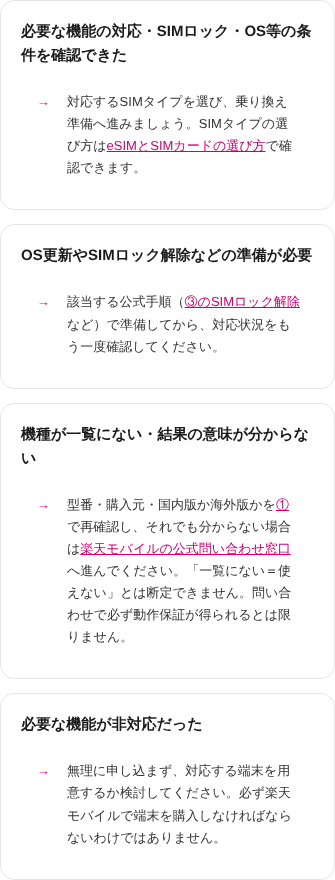 必要な機能の対応・SIMロック・OS等の条
件を確認できた
→ 対応するSIMタイプを選び、乗り換え
準備へ進みましょう。SIMタイプの選
び方はeSIMとSIMカードの選び方で確
認できます。
OS更新やSIMロック解除などの準備が必要
→ 該当する公式手順（③のSIMロック解除
など）で準備してから、対応状況をも
う一度確認してください。
機種が一覧にない・結果の意味が分からな
い
→ 型番・購入元・国内版か海外版かを①
で再確認し、それでも分からない場合
は楽天モバイルの公式問い合わせ窓口
へ進んでください。「一覧にない＝使
えない」とは断定できません。問い合
わせで必ず動作保証が得られるとは限
りません。
必要な機能が非対応だった
→ 無理に申し込まず、対応する端末を用
意するか検討してください。必ず楽天
モバイルで端末を購入しなければなら
ないわけではありません。